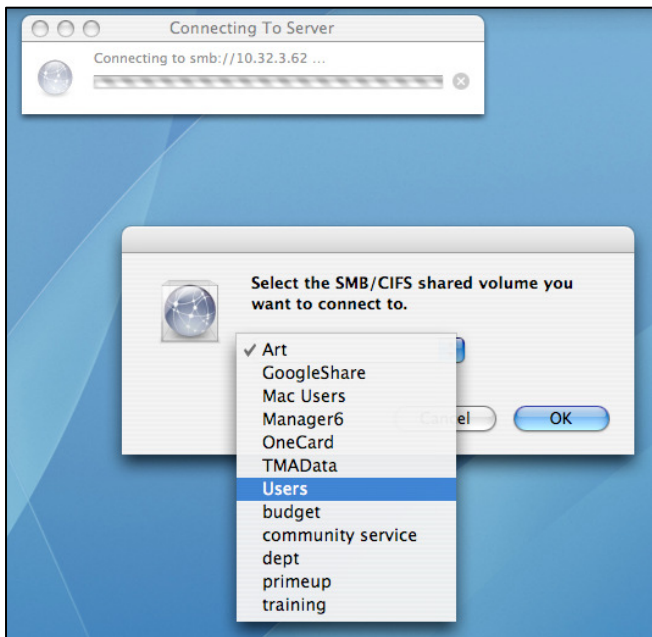 Connecting To Server
Connecting to smb://10.32.3.62 ...
Select the SMB/CIFS shared volume you
want to connect to.
✓ Art
GoogleShare
Mac Users
Manager6
Cancel OK
OneCard
TMAData
Users
budget
community service
dept
primeup
training